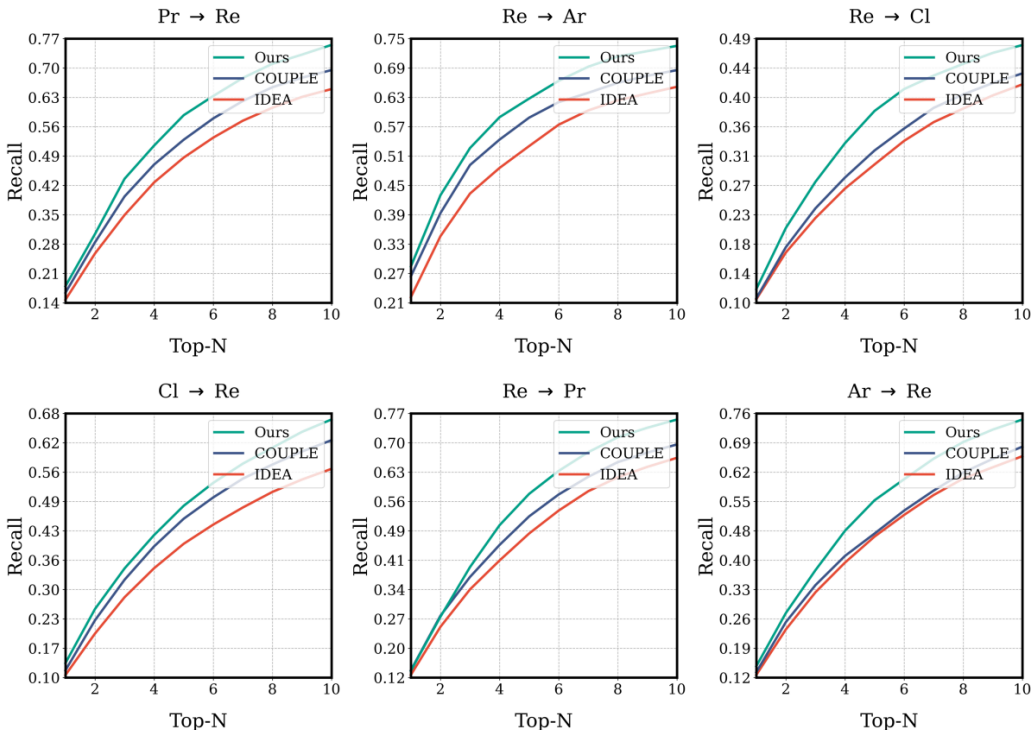 Pr → Re
Recall
0.77
0.70
0.63
0.56
0.49
0.42
0.35
0.28
0.21
0.14
Ours
COUPLE
IDEA
2 4 6 8 10
Top-N
Re → Ar
Recall
0.75
0.69
0.63
0.57
0.51
0.45
0.39
0.33
0.27
0.21
Ours
COUPLE
IDEA
2 4 6 8 10
Top-N
Re → Cl
Recall
0.49
0.44
0.40
0.36
0.31
0.27
0.23
0.18
0.14
0.10
Ours
COUPLE
IDEA
2 4 6 8 10
Top-N
Cl → Re
Recall
0.68
0.62
0.56
0.49
0.43
0.36
0.30
0.23
0.17
0.10
Ours
COUPLE
IDEA
2 4 6 8 10
Top-N
Re → Pr
Recall
0.77
0.70
0.63
0.56
0.49
0.41
0.34
0.27
0.20
0.12
Ours
COUPLE
IDEA
2 4 6 8 10
Top-N
Ar → Re
Recall
0.76
0.69
0.62
0.55
0.48
0.40
0.33
0.26
0.19
0.12
Ours
COUPLE
IDEA
2 4 6 8 10
Top-N